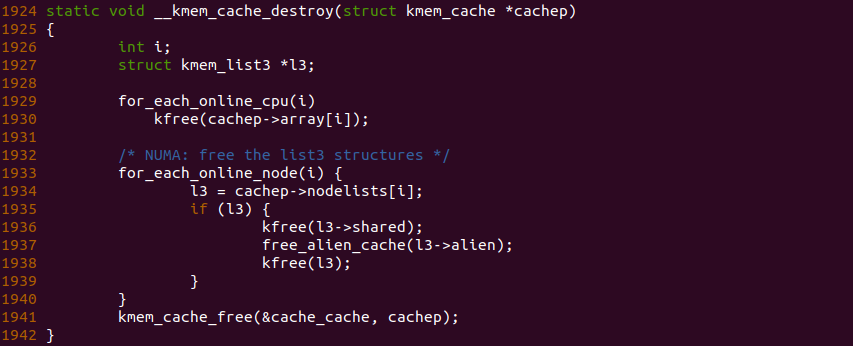 1924 static void __kmem_cache_destroy(struct kmem_cache *cachep)
1925 {
1926         int i;
1927         struct kmem_list3 *l3;
1928
1929         for_each_online_cpu(i)
1930             kfree(cachep->array[i]);
1931
1932         /* NUMA: free the list3 structures */
1933         for_each_online_node(i) {
1934                 l3 = cachep->nodelists[i];
1935                 if (l3) {
1936                         kfree(l3->shared);
1937                         free_alien_cache(l3->alien);
1938                         kfree(l3);
1939                 }
1940         }
1941         kmem_cache_free(&cache_cache, cachep);
1942 }